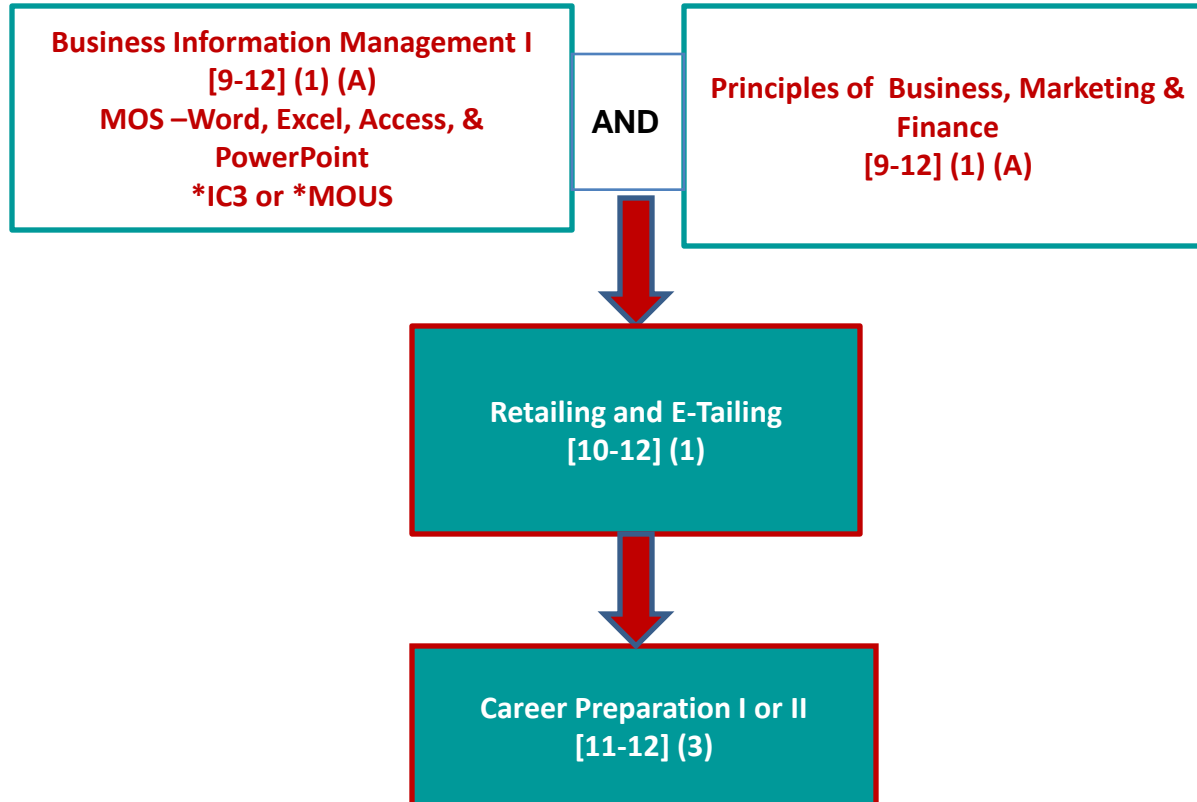 Business Information Management I
[9-12] (1) (A)
MOS –Word, Excel, Access, &
PowerPoint
*IC3 or *MOUS
AND
Principles of Business, Marketing &
Finance
[9-12] (1) (A)
Retailing and E-Tailing
[10-12] (1)
Career Preparation I or II
[11-12] (3)